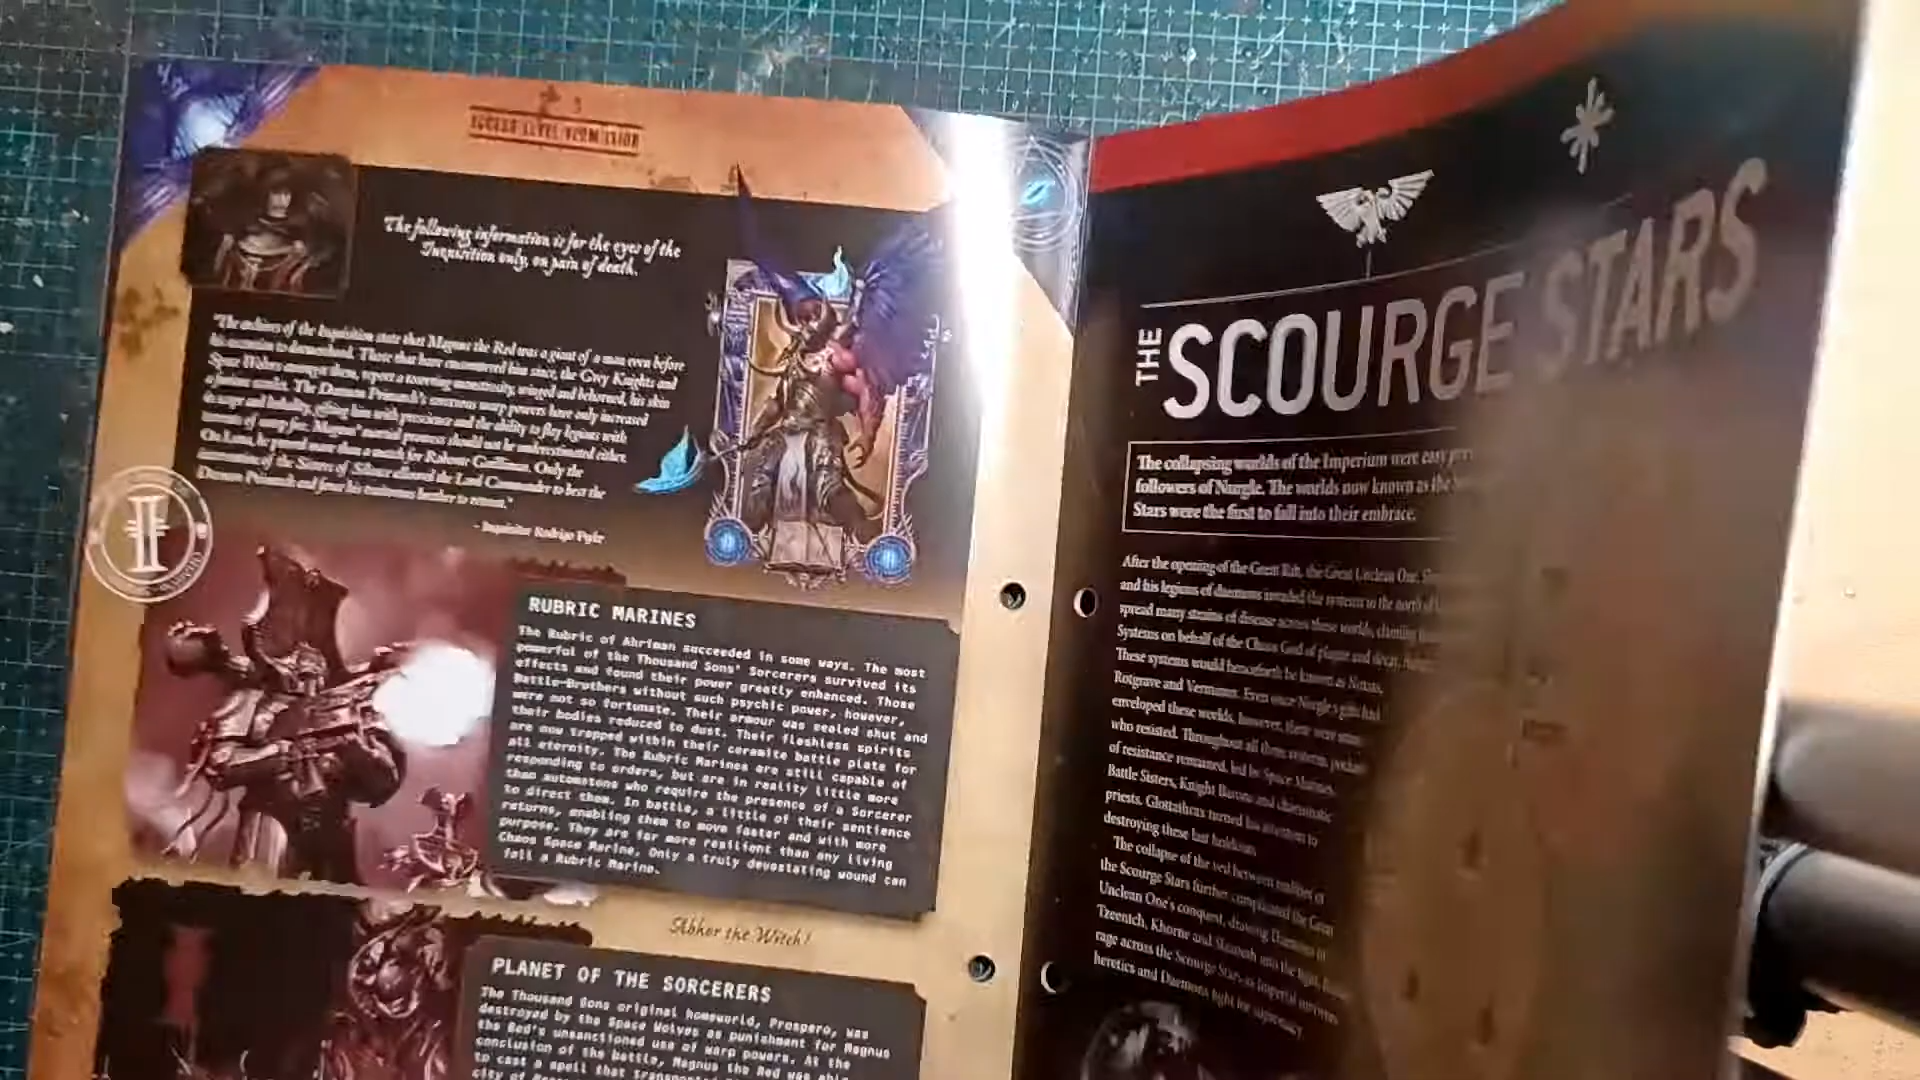 ACCESS LEVEL VERMILLION
The following information is for the eyes of the
Inquisition only, on pain of death.
"The archives of the Inquisition state that Magnus the Red was a giant of a man even before
his ascension to daemonhood. Those that have encountered him since, the Grey Knights and
Space Wolves amongst them, report a towering monstrosity, winged and behorned, his skin
The Daemon Primarch's enormous warp powers have only increased
in scope and lethality, gifting him with prescience and the ability to flay legions with
Magnus' martial prowess should not be underestimated either.
On Luna, he proved more than a match for Roboute Guilliman. Only the
of the Sisters of Silence allowed the Lord Commander to best the
Daemon Primarch and force his
- Inquisitor Rodrigo
RUBRIC MARINES
The Rubric of Ahriman succeeded in some ways. The most
powerful of the Thousand Sons' Sorcerers survived its
effects and found their power greatly enhanced. Those
Battle-Brothers without such psychic power, however,
were not so fortunate. Their armour was sealed shut and
their bodies reduced to dust. Their fleshless spirits
are now trapped within their ceramite battle plate for
all eternity. The Rubric Marines are still capable of
responding to orders, but are in reality little more
than automatons who require the presence of a Sorcerer
to direct them. In battle, a little of their sentience
returns, enabling them to move faster and with more
purpose. They are far more resilient than any living
Chaos Space Marine. Only a truly devastating wound can
fell a Rubric Marine.
Abhor the Witch!
PLANET OF THE SORCERERS
The Thousand Sons original homeworld, Prospero, was
destroyed by the Space Wolves as punishment for Magnus
the Red's unsanctioned use of warp powers. At the
conclusion of the battle, Magnus the Red was able
to cast a spell that
city of
THE SCOURGE STARS
The collapsing worlds of the Imperium were easy
followers of Nurgle. The worlds now known as the
Stars were the first to fall into their embrace.
After the opening of the Great Rift, the Great Unclean One,
and his legions of daemons invaded the systems to the north of
spread many strains of disease across these worlds, claiming
Systems on behalf of the Chaos God of plague and decay,
These systems would henceforth be known as
Rotgrave and Even once Nurgle's gifts had
enveloped these worlds, however, there were some
who resisted. Throughout all three systems, pockets
of resistance remained, led by Space Marines,
Battle Sisters, Knight Barons and charismatic
priests. Glottathrax turned his attention to
destroying these last holdouts.
The collapse of the veil between realities at
the Scourge Stars further complicated the Great
Unclean One's conquest, drawing Daemons of
Tzeentch, Khorne and Slaanesh into the fight.
rage across the Scourge Stars, as Imperial survivors,
heretics and Daemons fight for supremacy